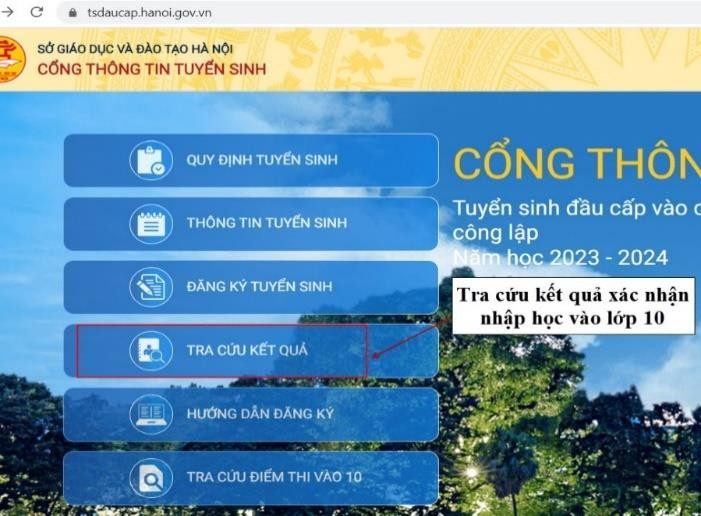 tsdaucap.hanoi.gov.vn
SỞ GIÁO DỤC VÀ ĐÀO TẠO HÀ NỘI
CỔNG THÔNG TIN TUYỂN SINH
QUY ĐỊNH TUYỂN SINH
THÔNG TIN TUYỂN SINH
ĐĂNG KÝ TUYỂN SINH
TRA CỨU KẾT QUẢ
HƯỚNG DẪN ĐĂNG KÝ
TRA CỨU ĐIỂM THI VÀO 10
CỔNG THÔN
Tuyển sinh đầu cấp vào c
công lập
Năm học 2023 - 2024
Tra cứu kết quả xác nhận
nhập học vào lớp 10